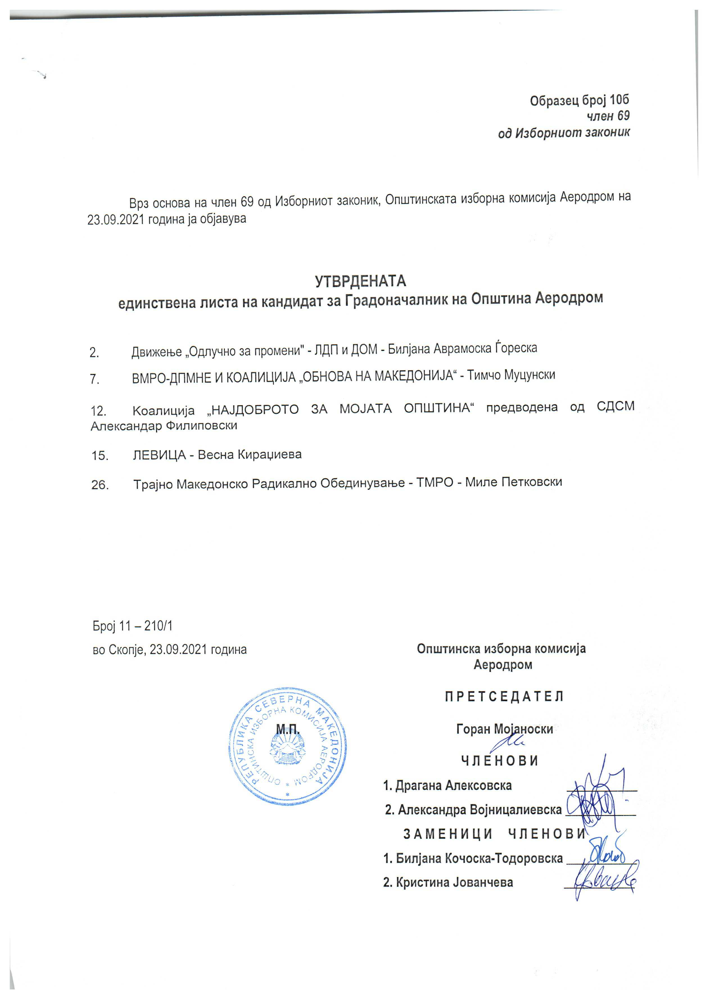 Образец број 10б
член 69
од Изборниот законик
Врз основа на член 69 од Изборниот законик, Општинската изборна комисија Аеродром на
23.09.2021 година ја објавува
УТВРДЕНАТА
единствена листа на кандидат за Градоначалник на Општина Аеродром
2. Движење „Одлучно за промени" - ЛДП и ДОМ - Билјана Аврамоска Ѓореска
7. ВМРО-ДПМНЕ И КОАЛИЦИЈА „ОБНОВА НА МАКЕДОНИЈА“ - Тимчо Муцунски
12. Коалиција „НАЈДОБРОТО ЗА МОЈАТА ОПШТИНА“ предводена од СДСМ
Александар Филиповски
15. ЛЕВИЦА - Весна Кираџиева
26. Трајно Македонско Радикално Обединување - ТМРО - Миле Петковски
Број 11 – 210/1
во Скопје, 23.09.2021 година
Општинска изборна комисија
Аеродром
П Р Е Т С Е Д А Т Е Л
РЕПУБЛИКА СЕВЕРНА МАКЕДОНИЈА
ОПШТИНСКА ИЗБОРНА КОМИСИЈА АЕРОДРОМ
М.П.
Горан Мојаноски
Ч Л Е Н О В И
1. Драгана Алексовска
2. Александра Војницалиевска
З А М Е Н И Ц И Ч Л Е Н О В И
1. Билјана Кочоска-Тодоровска
2. Кристина Јованчева